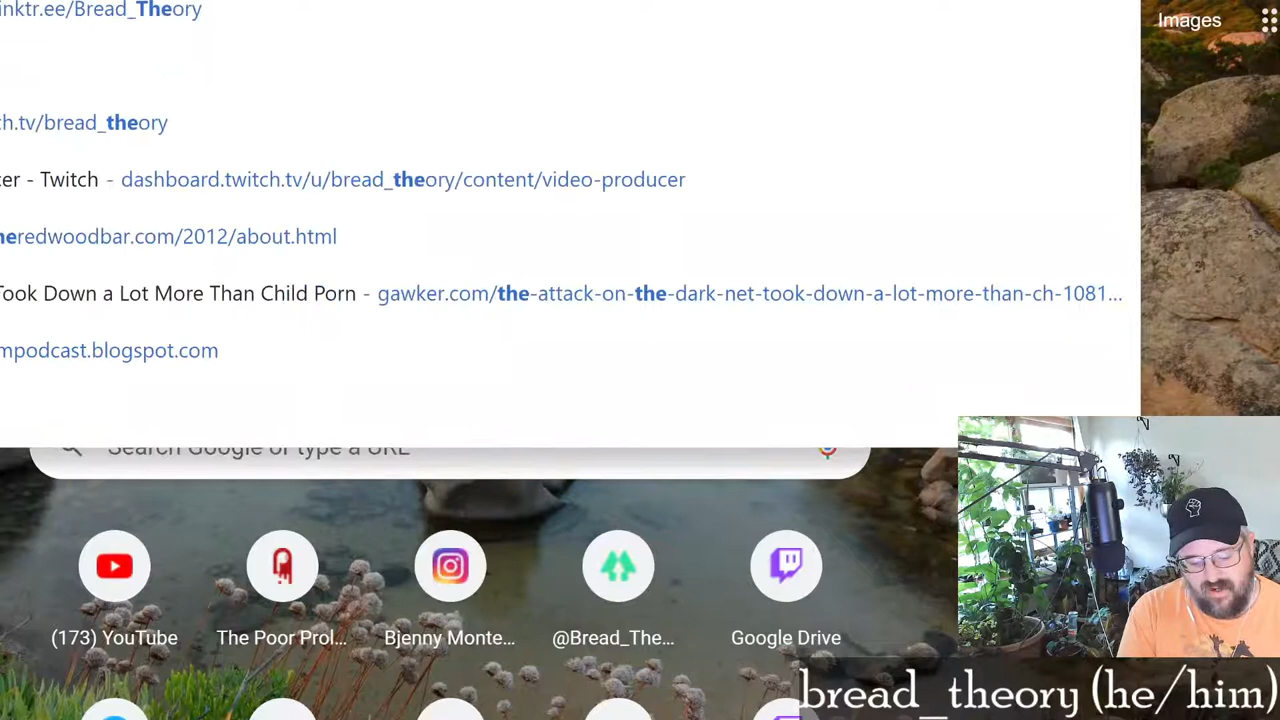 inktr.ee/Bread_Theory
Images
ch.tv/bread_theory
cer - Twitch - dashboard.twitch.tv/u/bread_theory/content/video-producer
heredwoodbar.com/2012/about.html
Took Down a Lot More Than Child Porn - gawker.com/the-attack-on-the-dark-net-took-down-a-lot-more-than-ch-1081...
mpodcast.blogspot.com
Search Google or type a URL
(173) YouTube
The Poor Prol...
Bjenny Monte...
@Bread_The...
Google Drive
bread_theory (he/him)